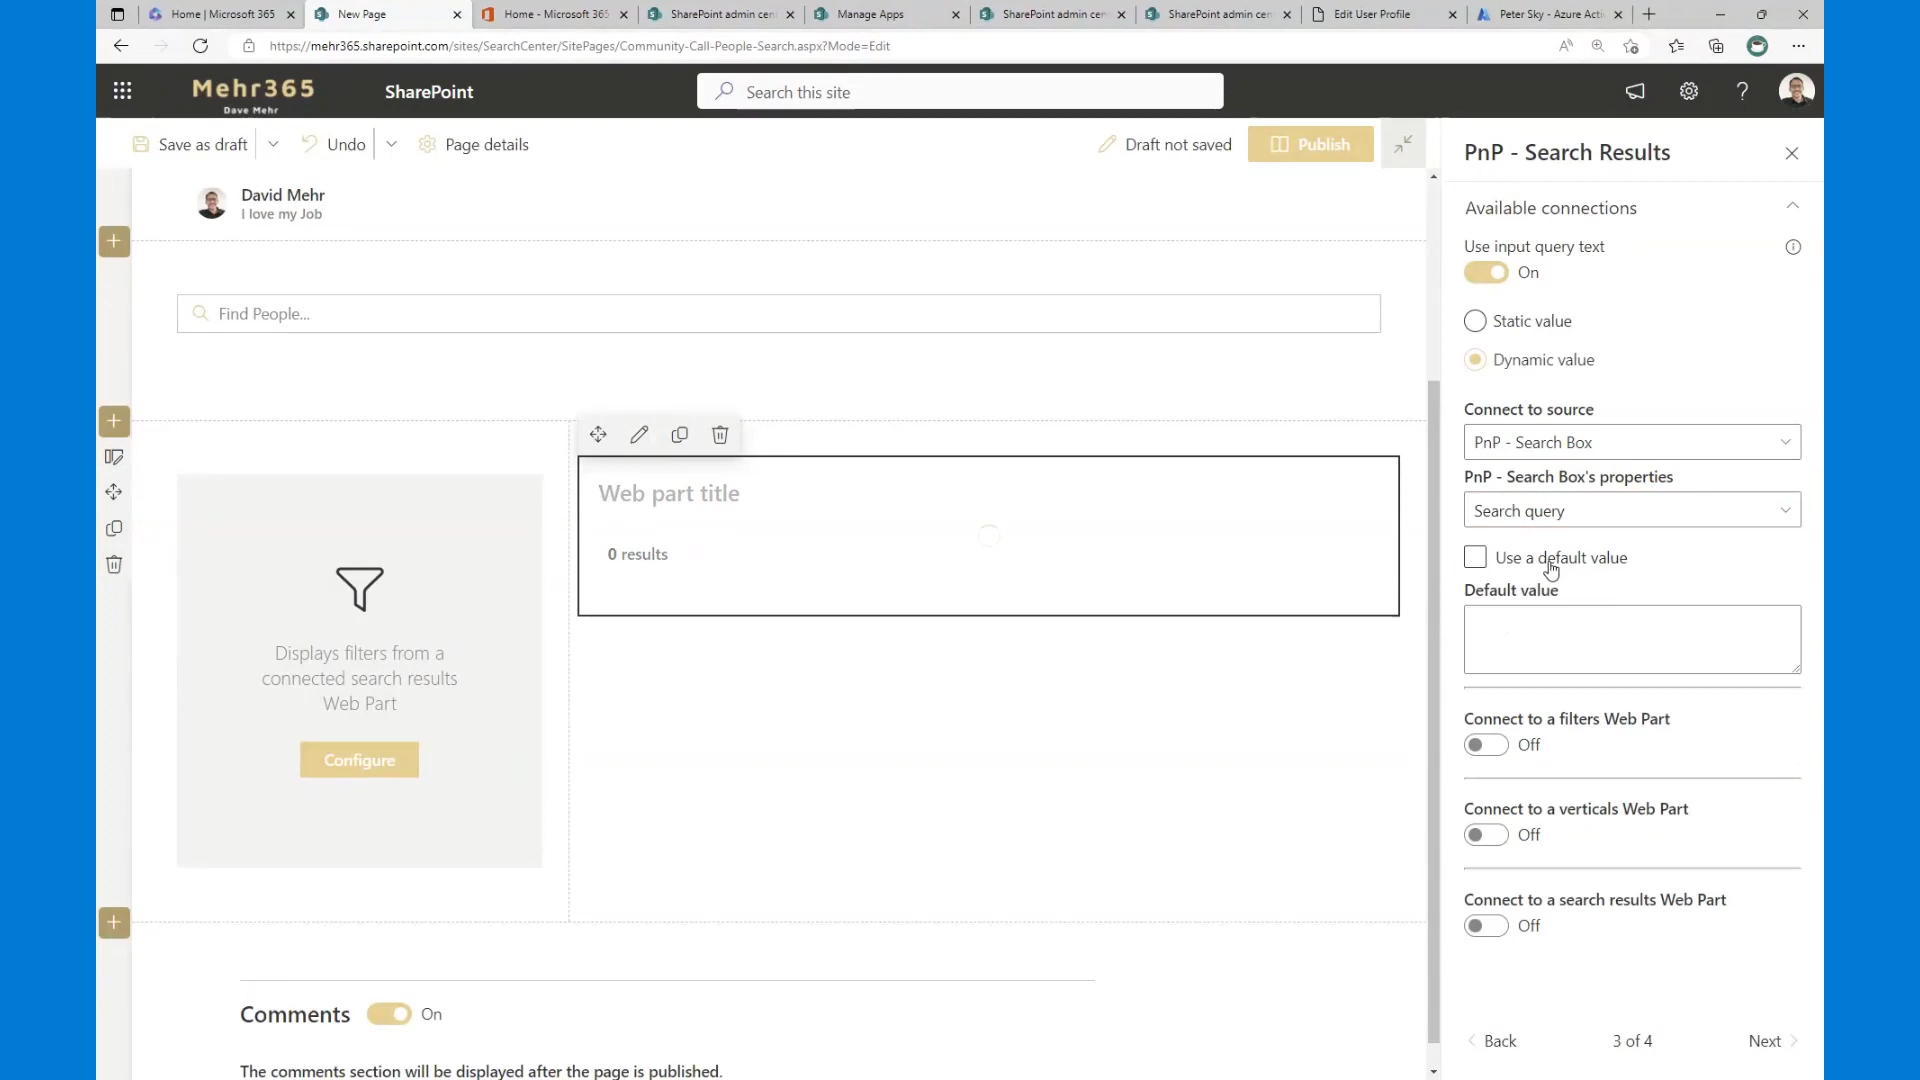 Home | Microsoft 365
New Page
Home - Microsoft 365
SharePoint admin cen
Manage Apps
SharePoint admin cen
SharePoint admin cen
Edit User Profile
Peter Sky - Azure Acti
https://mehr365.sharepoint.com/sites/SearchCenter/SitePages/Community-Call-People-Search.aspx?Mode=Edit
Mehr365
Dave Mehr
SharePoint
Search this site
Save as draft
Undo
Page details
Draft not saved
Publish
David Mehr
I love my Job
Find People...
Web part title
0 results
Displays filters from a
connected search results
Web Part
Configure
Comments
On
The comments section will be displayed after the page is published.
PnP - Search Results
Available connections
Use input query text
On
Static value
Dynamic value
Connect to source
PnP - Search Box
PnP - Search Box's properties
Search query
Use a default value
Default value
Connect to a filters Web Part
Off
Connect to a verticals Web Part
Off
Connect to a search results Web Part
Off
Back
3 of 4
Next